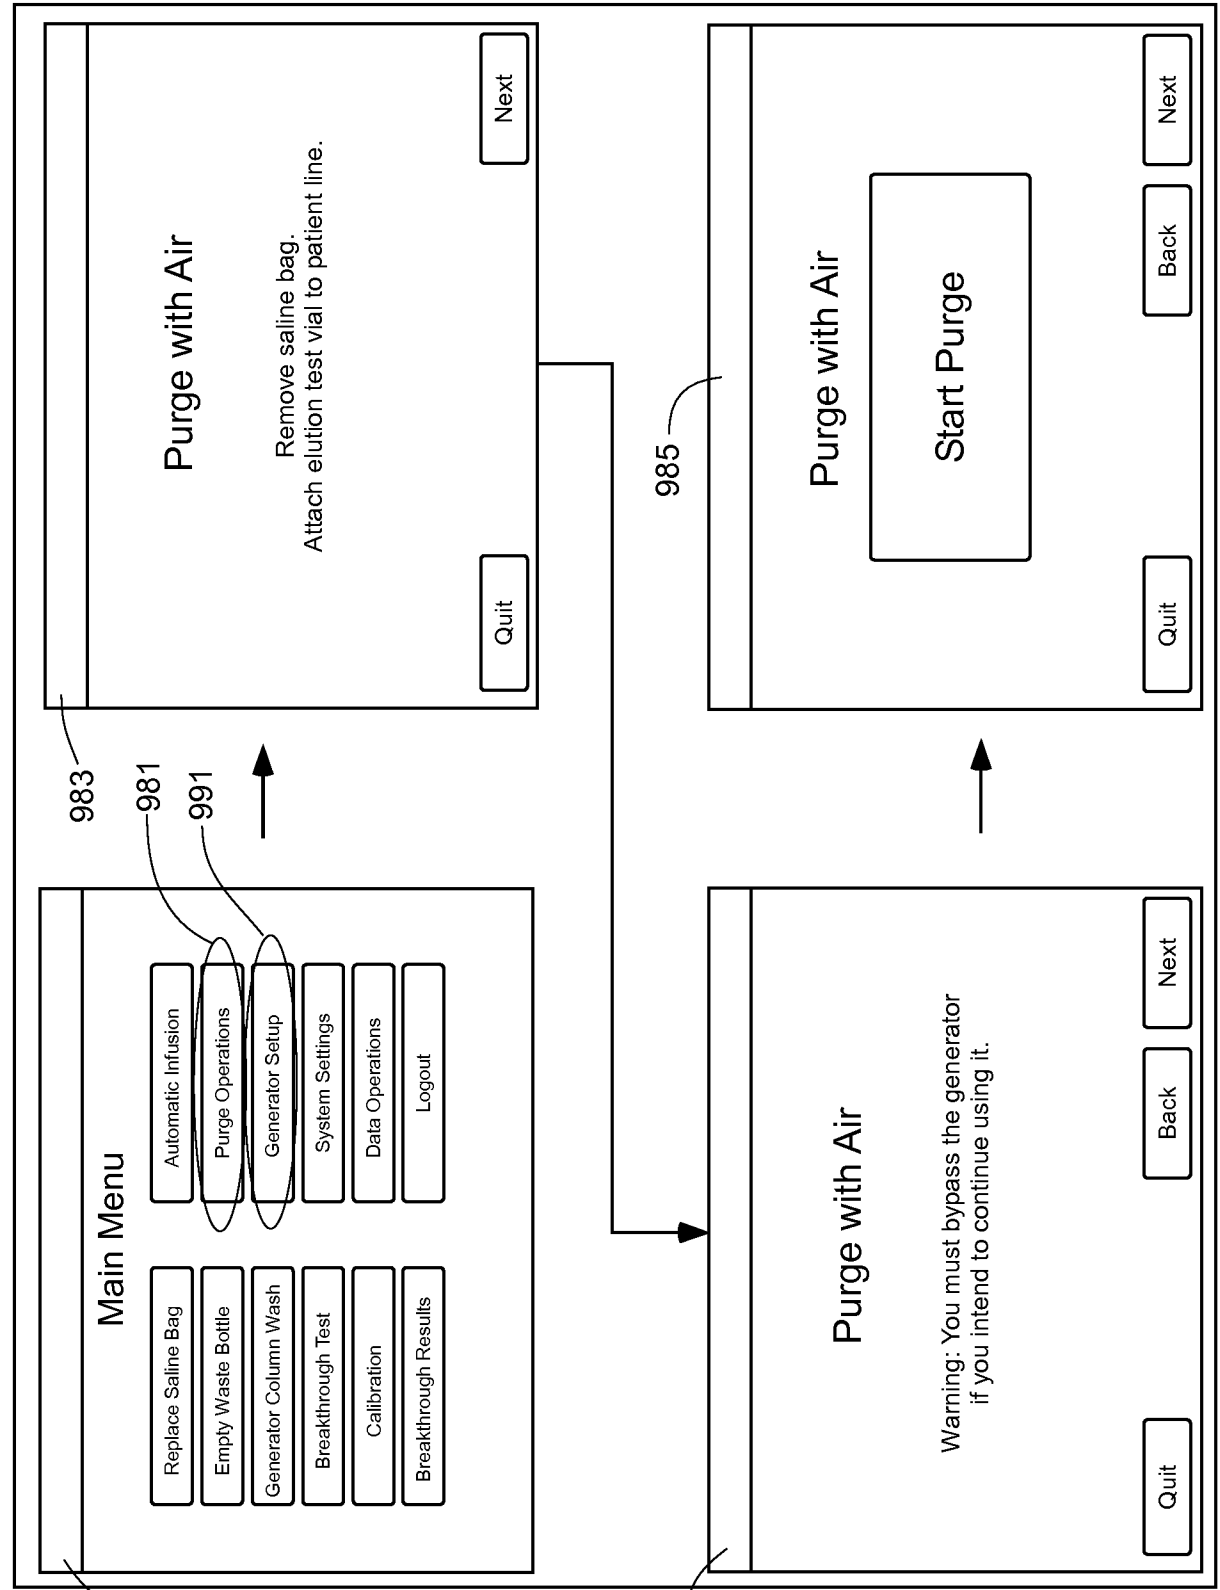 Main Menu
Replace Saline Bag
Automatic Infusion
Empty Waste Bottle
Purge Operations
Generator Column Wash
Generator Setup
Breakthrough Test
System Settings
Calibration
Data Operations
Breakthrough Results
Logout
981
991
983
Purge with Air
Remove saline bag.
Attach elution test vial to patient line.
Quit
Next
Purge with Air
Warning: You must bypass the generator
if you intend to continue using it.
Quit
Back
Next
985
Purge with Air
Start Purge
Quit
Back
Next